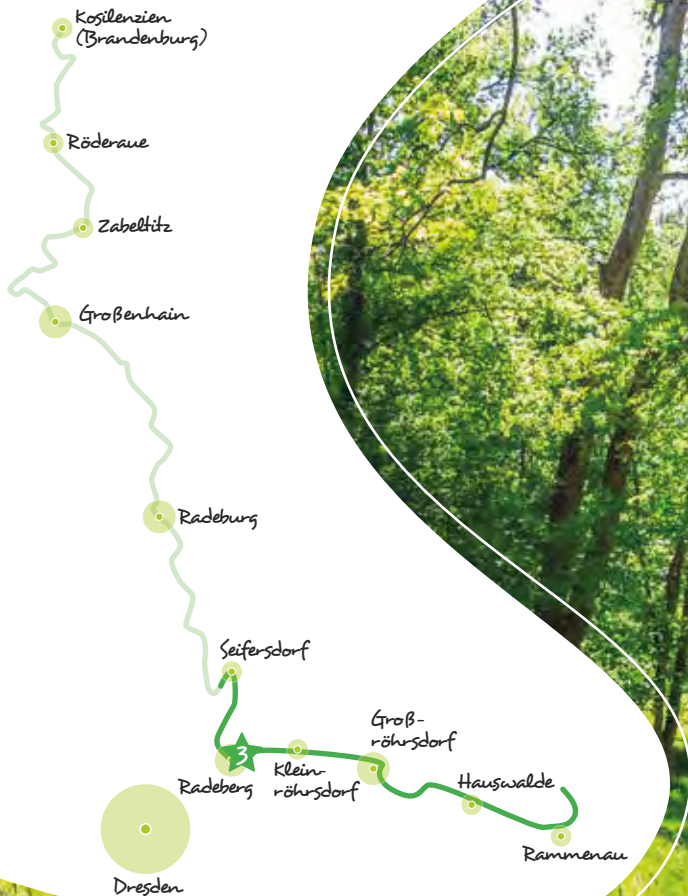 Kosilenzien
(Brandenburg)
Röderaue
Zabeltitz
Großenhain
Radeburg
Seifersdorf
Groß-
röhrsdorf
3
Klein-
röhrsdorf
Radeberg
Hauswalde
Rammenau
Dresden